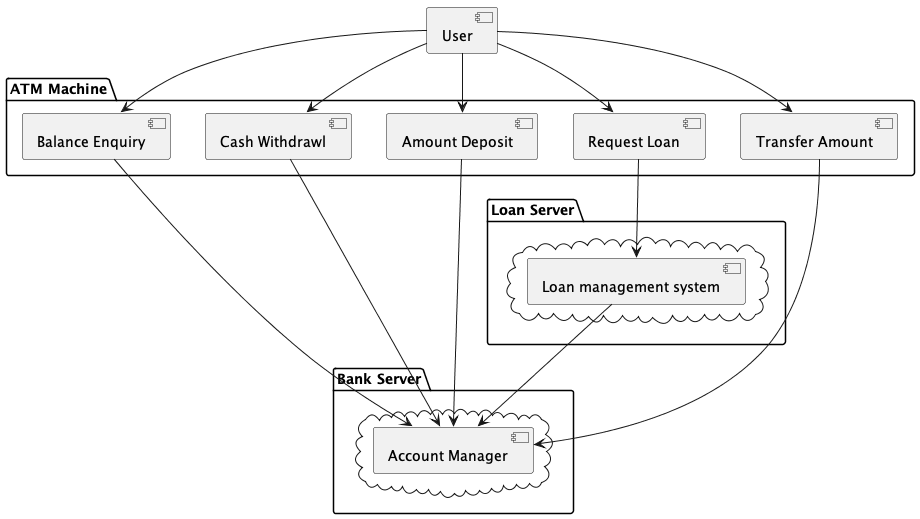 User
ATM Machine
Balance Enquiry
Cash Withdrawl
Amount Deposit
Request Loan
Transfer Amount
Loan Server
Loan management system
Bank Server
Account Manager